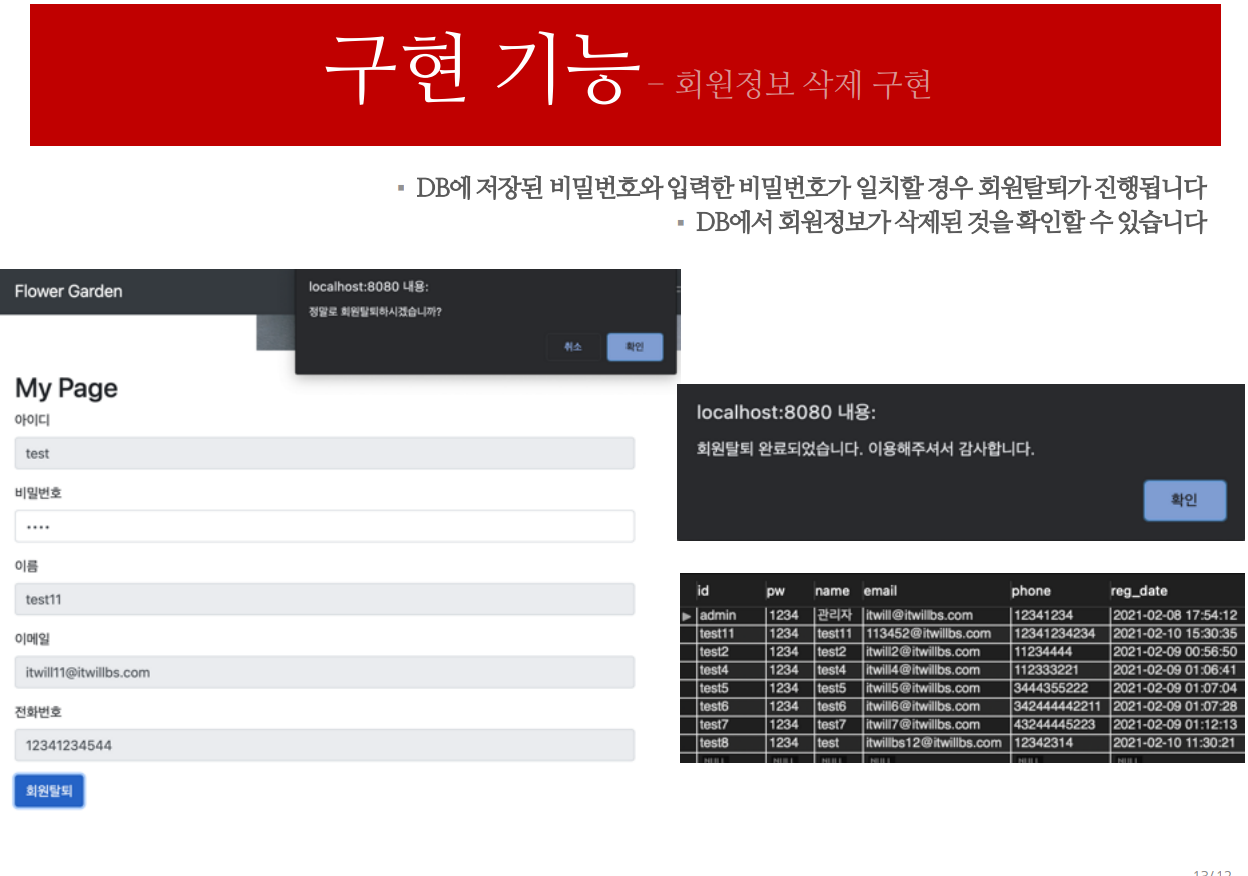 구현 기능 – 회원정보 삭제 구현
▪ DB에 저장된 비밀번호와 입력한 비밀번호가 일치할 경우 회원탈퇴가 진행됩니다
▪ DB에서 회원정보가 삭제된 것을 확인할 수 있습니다
Flower Garden
localhost:8080 내용:
정말로 회원탈퇴하시겠습니까?
취소 확인
My Page
아이디
test
비밀번호
••••
이름
test11
이메일
itwill11@itwillbs.com
전화번호
12341234544
회원탈퇴
localhost:8080 내용:
회원탈퇴 완료되었습니다. 이용해주셔서 감사합니다.
확인
id pw name email phone reg_date
admin 1234 관리자 itwill@itwillbs.com 12341234 2021-02-08 17:54:12
test11 1234 test11 113452@itwillbs.com 12341234234 2021-02-10 15:30:35
test2 1234 test2 itwill2@itwillbs.com 11234444 2021-02-09 00:56:50
test4 1234 test4 itwill4@itwillbs.com 112333221 2021-02-09 01:06:41
test5 1234 test5 itwill5@itwillbs.com 3444355222 2021-02-09 01:07:04
test6 1234 test6 itwill6@itwillbs.com 342444442211 2021-02-09 01:07:28
test7 1234 test7 itwill7@itwillbs.com 43244445223 2021-02-09 01:12:13
test8 1234 test itwillbs12@itwillbs.com 12342314 2021-02-10 11:30:21